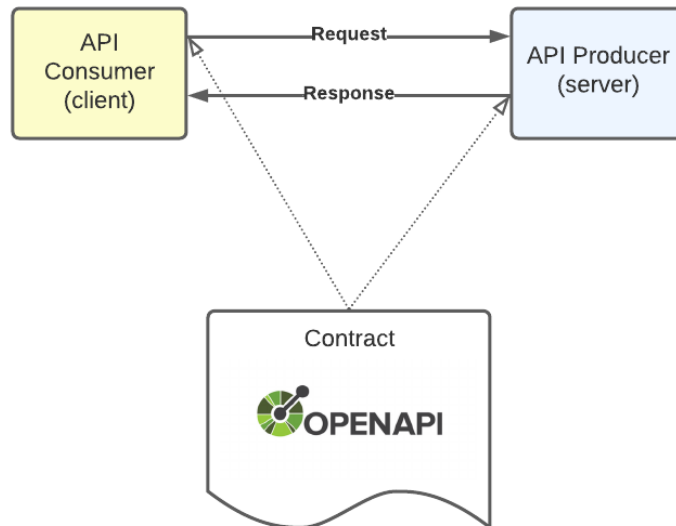 API
Consumer
(client)
Request
Response
API Producer
(server)
Contract
OPENAPI